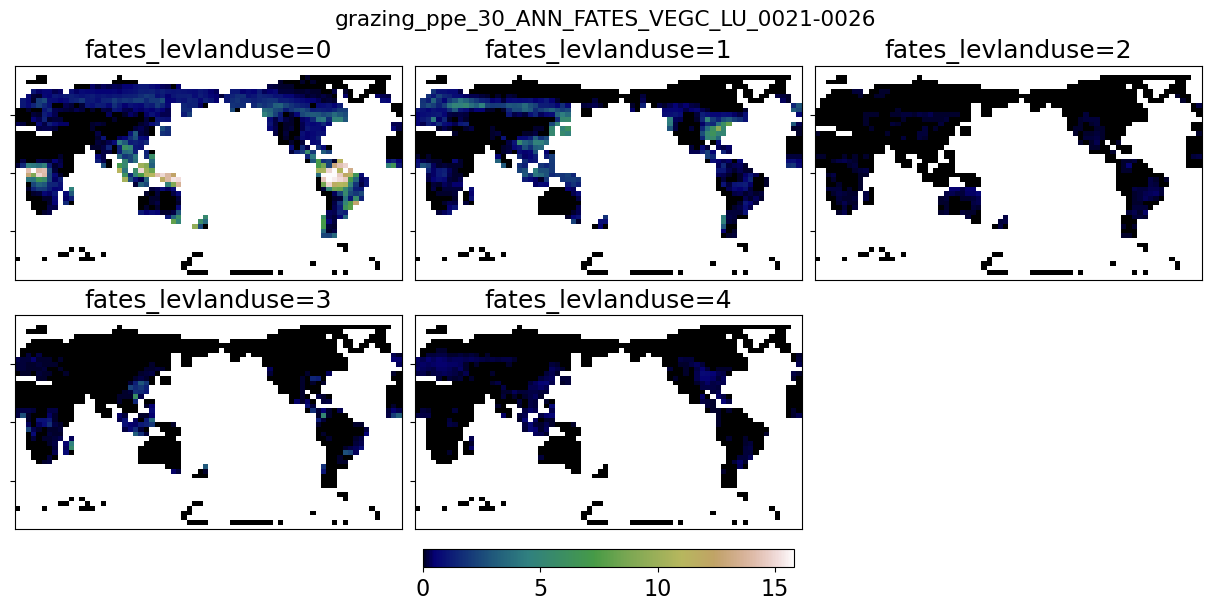 grazing_ppe_30_ANN_FATES_VEGC_LU_0021-0026
fates_levlanduse=0
fates_levlanduse=1
fates_levlanduse=2
fates_levlanduse=3
fates_levlanduse=4
0 5 10 15